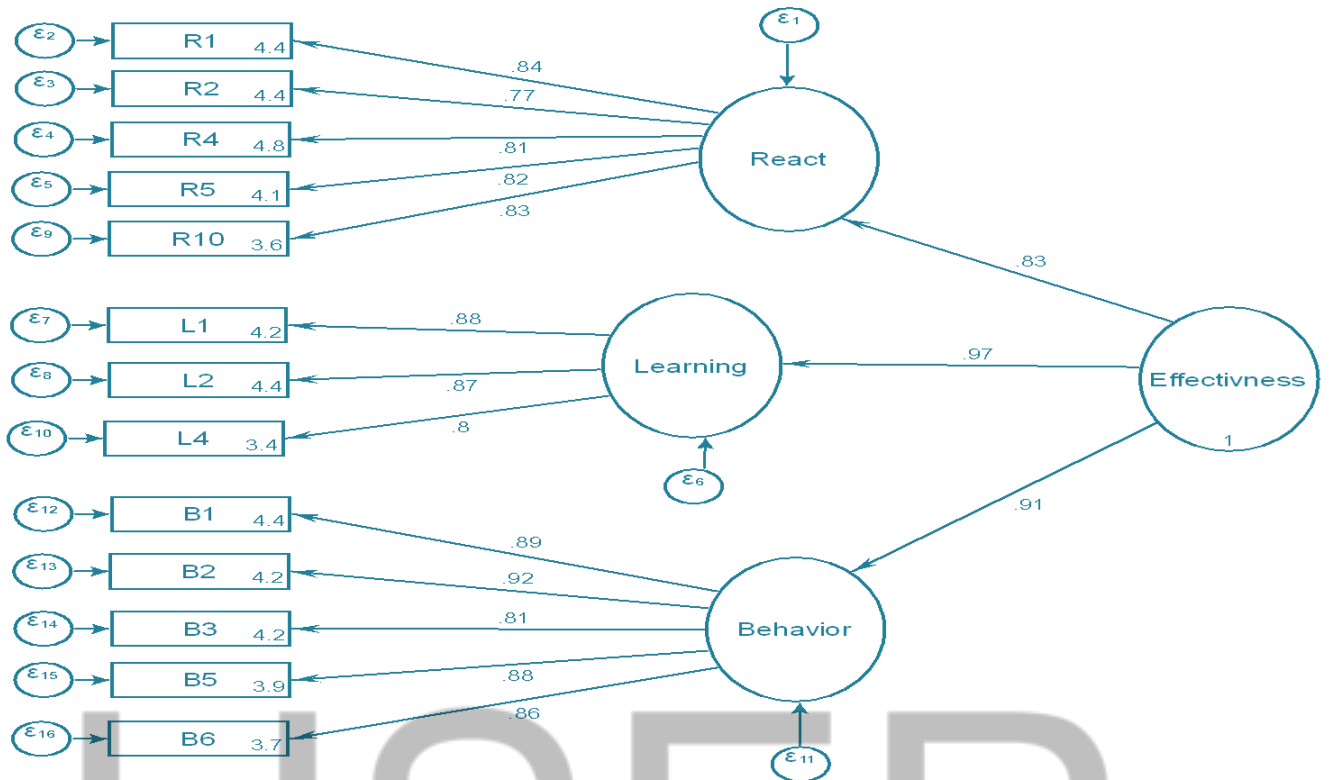 ε1
ε2 R1 4.4
.84
ε3 R2 4.4
.77
ε4 R4 4.8
.81
React
ε5 R5 4.1
.82
ε9 R10 3.6
.83
.83
ε7 L1 4.2
.88
ε8 L2 4.4
.87
Learning
.97
Effectivness
1
ε10 L4 3.4
.8
ε6
ε12 B1 4.4
.89
.91
ε13 B2 4.2
.92
ε14 B3 4.2
.81
Behavior
ε15 B5 3.9
.88
ε16 B6 3.7
.86
ε11